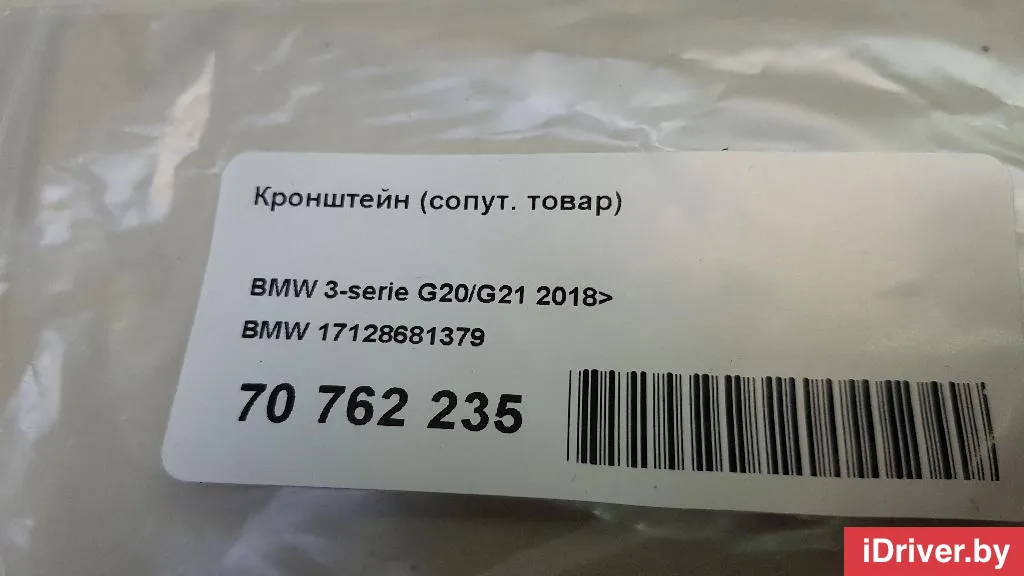 Кронштейн (сопут. товар)
BMW 3-serie G20/G21 2018>
BMW 17128681379
70 762 235
iDriver.by